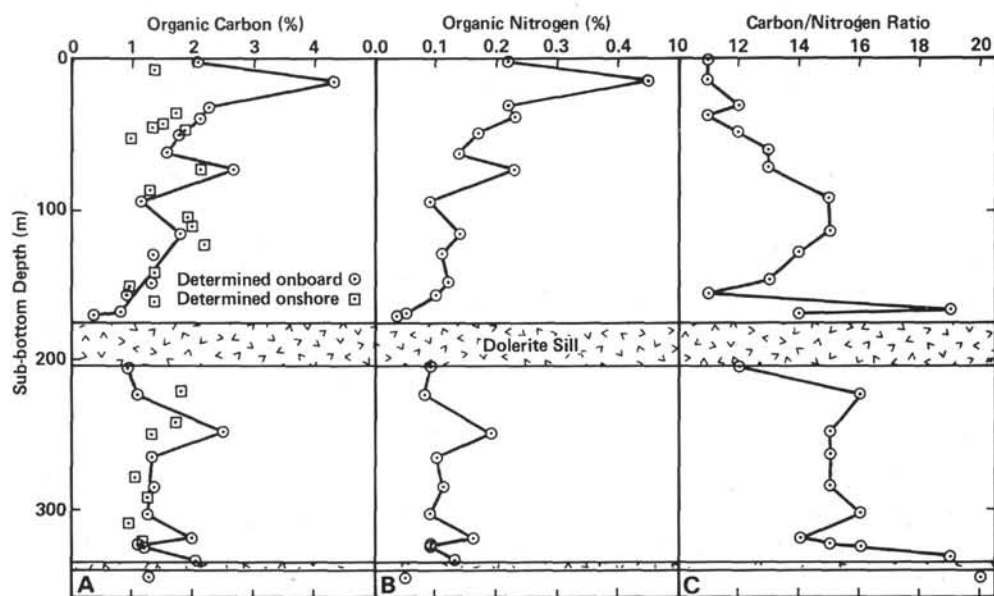 Organic Carbon (%)
0 1 2 3 4
Organic Nitrogen (%)
0.0 0.1 0.2 0.3 0.4
Carbon/Nitrogen Ratio
10 12 14 16 18 20
Sub-bottom Depth (m)
0
100
200
300
Determined onboard
Determined onshore
Dolerite Sill
A
B
C